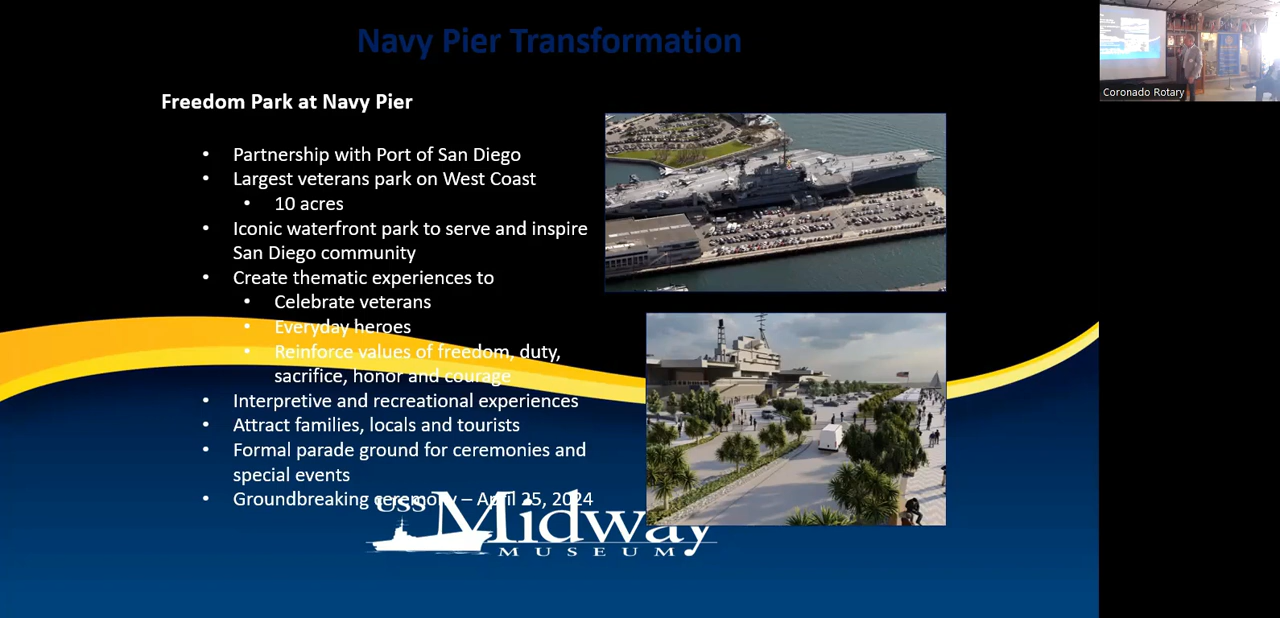 Navy Pier Transformation
Freedom Park at Navy Pier
• Partnership with Port of San Diego
• Largest veterans park on West Coast
• 10 acres
• Iconic waterfront park to serve and inspire
San Diego community
• Create thematic experiences to
• Celebrate veterans
• Everyday heroes
• Reinforce values of freedom, duty,
sacrifice, honor and courage
• Interpretive and recreational experiences
• Attract families, locals and tourists
• Formal parade ground for ceremonies and
special events
• Groundbreaking ceremony – April 25, 2024
USS Midway
MUSEUM
Coronado Rotary